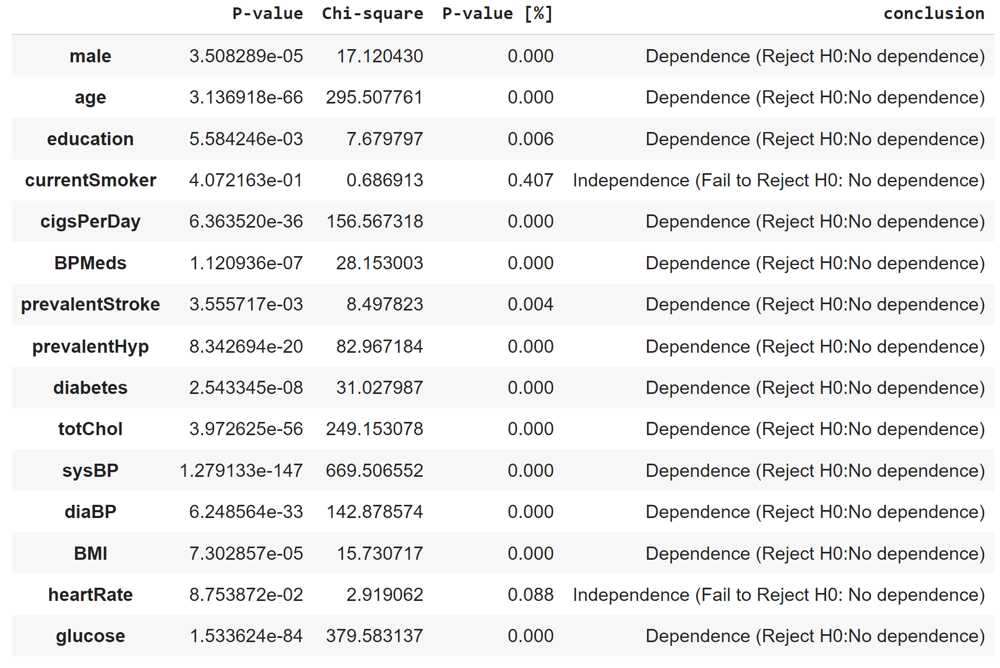 P-value Chi-square P-value [%] conclusion
male 3.508289e-05 17.120430 0.000 Dependence (Reject H0:No dependence)
age 3.136918e-66 295.507761 0.000 Dependence (Reject H0:No dependence)
education 5.584246e-03 7.679797 0.006 Dependence (Reject H0:No dependence)
currentSmoker 4.072163e-01 0.686913 0.407 Independence (Fail to Reject H0: No dependence)
cigsPerDay 6.363520e-36 156.567318 0.000 Dependence (Reject H0:No dependence)
BPMeds 1.120936e-07 28.153003 0.000 Dependence (Reject H0:No dependence)
prevalentStroke 3.555717e-03 8.497823 0.004 Dependence (Reject H0:No dependence)
prevalentHyp 8.342694e-20 82.967184 0.000 Dependence (Reject H0:No dependence)
diabetes 2.543345e-08 31.027987 0.000 Dependence (Reject H0:No dependence)
totChol 3.972625e-56 249.153078 0.000 Dependence (Reject H0:No dependence)
sysBP 1.279133e-147 669.506552 0.000 Dependence (Reject H0:No dependence)
diaBP 6.248564e-33 142.878574 0.000 Dependence (Reject H0:No dependence)
BMI 7.302857e-05 15.730717 0.000 Dependence (Reject H0:No dependence)
heartRate 8.753872e-02 2.919062 0.088 Independence (Fail to Reject H0: No dependence)
glucose 1.533624e-84 379.583137 0.000 Dependence (Reject H0:No dependence)